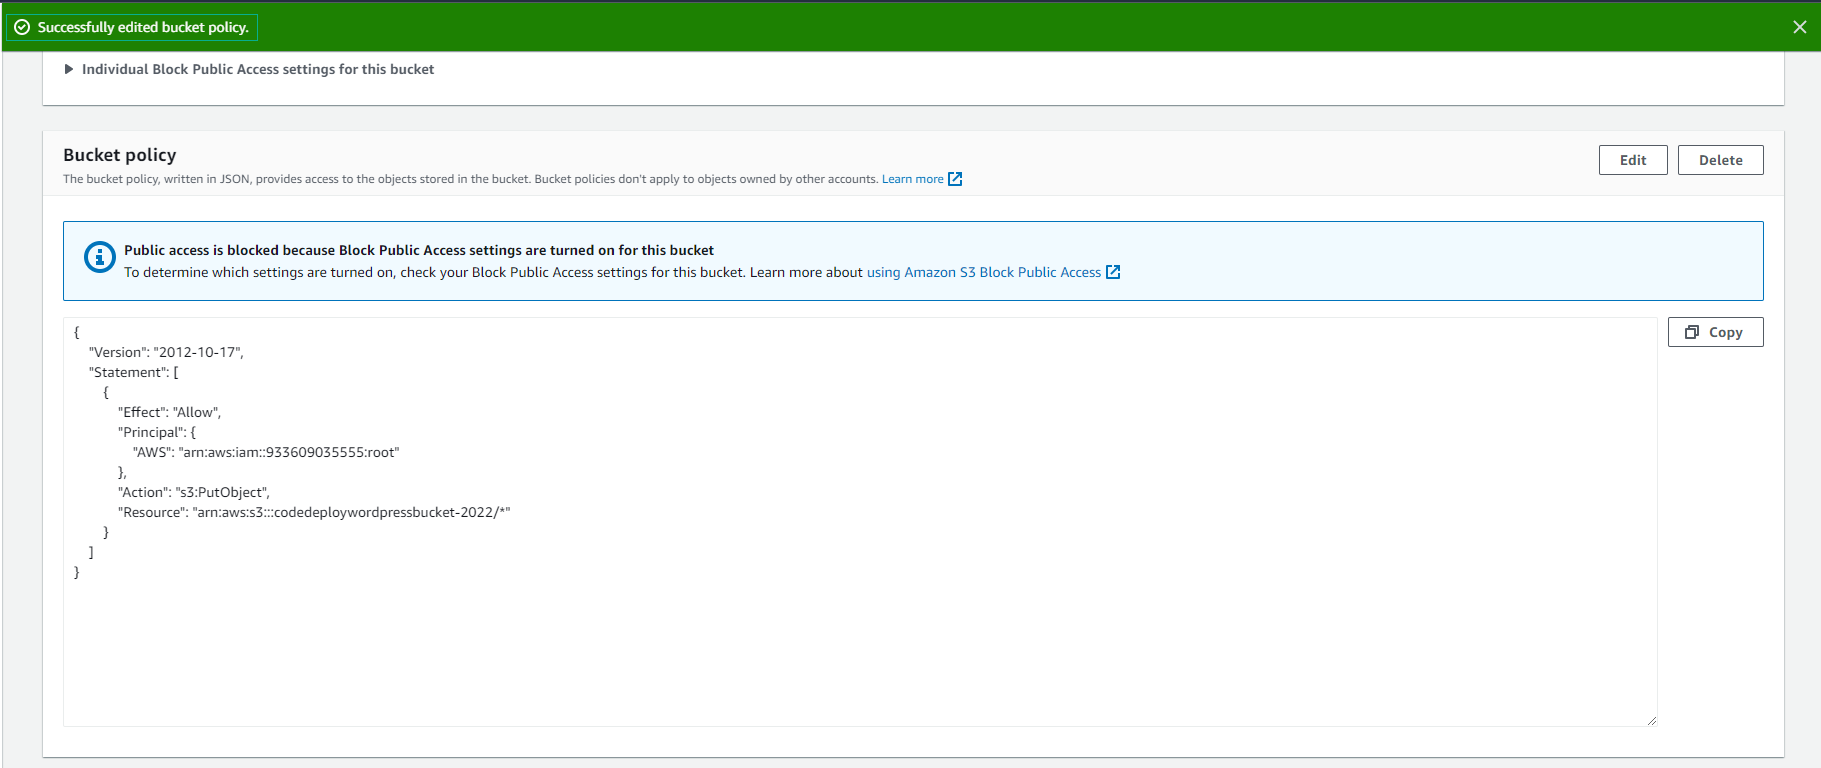 Successfully edited bucket policy.
Individual Block Public Access settings for this bucket
Bucket policy
Edit
Delete
The bucket policy, written in JSON, provides access to the objects stored in the bucket. Bucket policies don't apply to objects owned by other accounts. Learn more
Public access is blocked because Block Public Access settings are turned on for this bucket
To determine which settings are turned on, check your Block Public Access settings for this bucket. Learn more about using Amazon S3 Block Public Access
Copy
{
"Version": "2012-10-17",
"Statement": [
{
"Effect": "Allow",
"Principal": {
"AWS": "arn:aws:iam::933609035555:root"
},
"Action": "s3:PutObject",
"Resource": "arn:aws:s3:::codedeploywordpressbucket-2022/*"
}
]
}